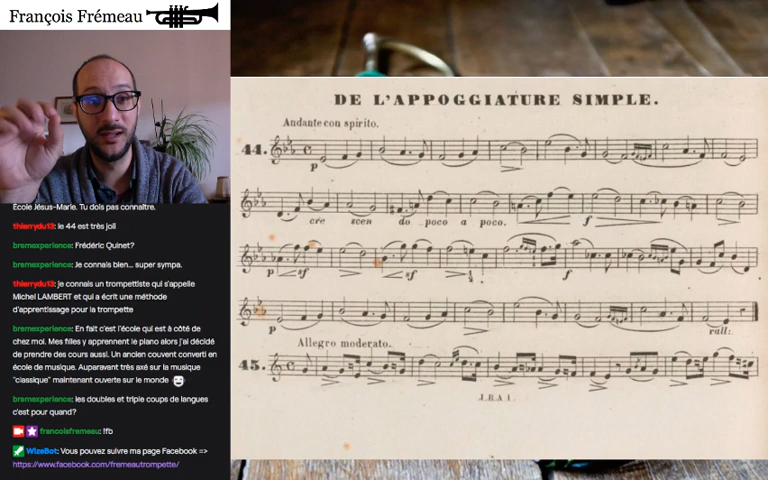 François Frémeau
École Jésus-Marie. Tu dois pas connaitre.
thierrydu13: le 44 est très joli
bremexperience: Frédéric Quinet?
bremexperience: Je connais bien... super sympa.
thierrydu13: je connais un trompettiste qui s'appelle
Michel LAMBERT et qui a écrit une méthode
d'apprentissage pour la trompette
bremexperience: En fait c'est l'école qui est à côté de
chez moi. Mes filles y apprennent le piano alors j'ai décidé
de prendre des cours aussi. Un ancien couvent converti en
école de musique. Auparavant très axé sur la musique
"classique" maintenant ouverte sur le monde
bremexperience: les doubles et triple coups de langues
c'est pour quand?
francoisfremeau: !fb
WizeBot: Vous pouvez suivre ma page Facebook =>
https://www.facebook.com/fremeautrompette/
DE L'APPOGGIATURE SIMPLE.
Andante con spirito.
44.
p
cre scen do poco a poco. f
p sf sf p f
p rall:
Allegro moderato.
45.
J.B.A 1.